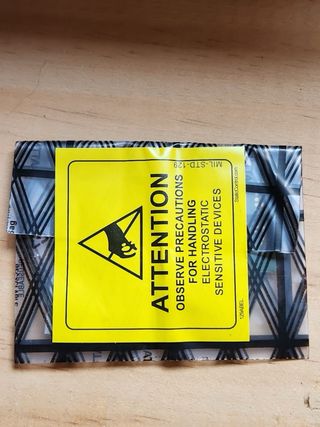 ATTENTION
OBSERVE PRECAUTIONS
FOR HANDLING
ELECTROSTATIC
SENSITIVE DEVICES
MIL-STD-129